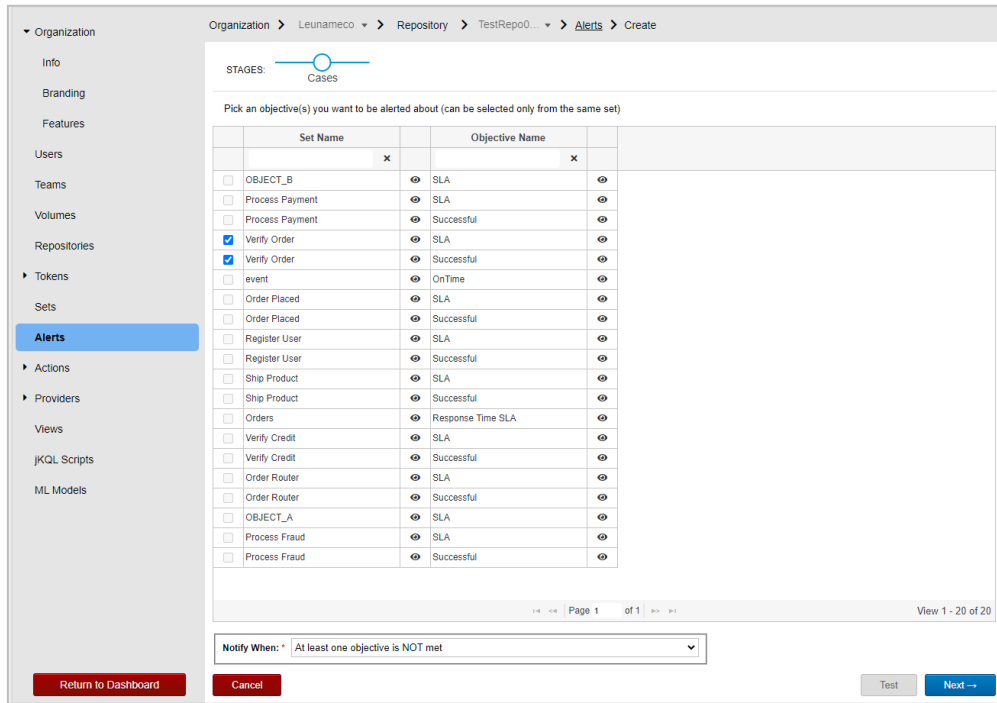 Organization
Info
Branding
Features
Users
Teams
Volumes
Repositories
Tokens
Sets
Alerts
Actions
Providers
Views
jKQL Scripts
ML Models
Return to Dashboard
Organization Leunameco Repository TestRepo0... Alerts Create
STAGES:
Cases
Pick an objective(s) you want to be alerted about (can be selected only from the same set)
Set Name Objective Name
x x
OBJECT_B SLA
Process Payment SLA
Process Payment Successful
Verify Order SLA
Verify Order Successful
event OnTime
Order Placed SLA
Order Placed Successful
Register User SLA
Register User Successful
Ship Product SLA
Ship Product Successful
Orders Response Time SLA
Verify Credit SLA
Verify Credit Successful
Order Router SLA
Order Router Successful
OBJECT_A SLA
Process Fraud SLA
Process Fraud Successful
Page 1 of 1 View 1 - 20 of 20
Notify When: * At least one objective is NOT met
Cancel Test Next→